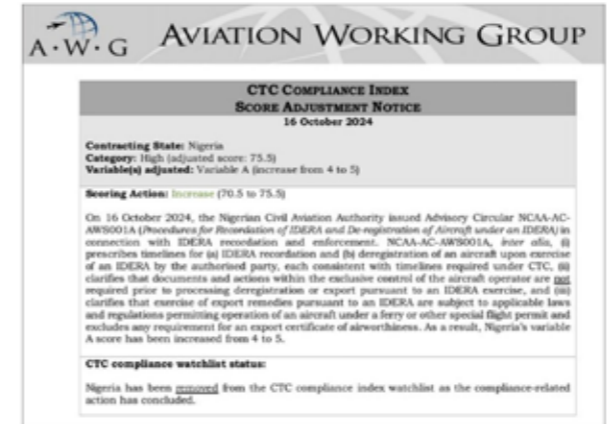 A·W·G AVIATION WORKING GROUP
CTC COMPLIANCE INDEX
SCORE ADJUSTMENT NOTICE
16 October 2024
Contracting State: Nigeria
Category: High (adjusted score: 75.5)
Variable(s) adjusted: Variable A (increase from 4 to 5)
Scoring Action: Increase (70.5 to 75.5)
On 16 October 2024, the Nigerian Civil Aviation Authority issued Advisory Circular NCAA-AC-
AWS001A (Procedures for Recordation of IDERA and De-registration of Aircraft under an IDERA) in
connection with IDERA recordation and enforcement. NCAA-AC-AWS001A, inter alia, (i)
prescribes timelines for (a) IDERA recordation and (b) deregistration of an aircraft upon exercise
of an IDERA by the authorised party, each consistent with timelines required under CTC, (ii)
clarifies that documents and actions within the exclusive control of the aircraft operator are not
required prior to processing deregistration or export pursuant to an IDERA exercise, and (iii)
clarifies that exercise of export remedies pursuant to an IDERA are subject to applicable laws
and regulations permitting operation of an aircraft under a ferry or other special flight permit and
excludes any requirement for an export certificate of airworthiness. As a result, Nigeria's variable
A score has been increased from 4 to 5.
CTC compliance watchlist status:
Nigeria has been removed from the CTC compliance index watchlist as the compliance-related
action has concluded.